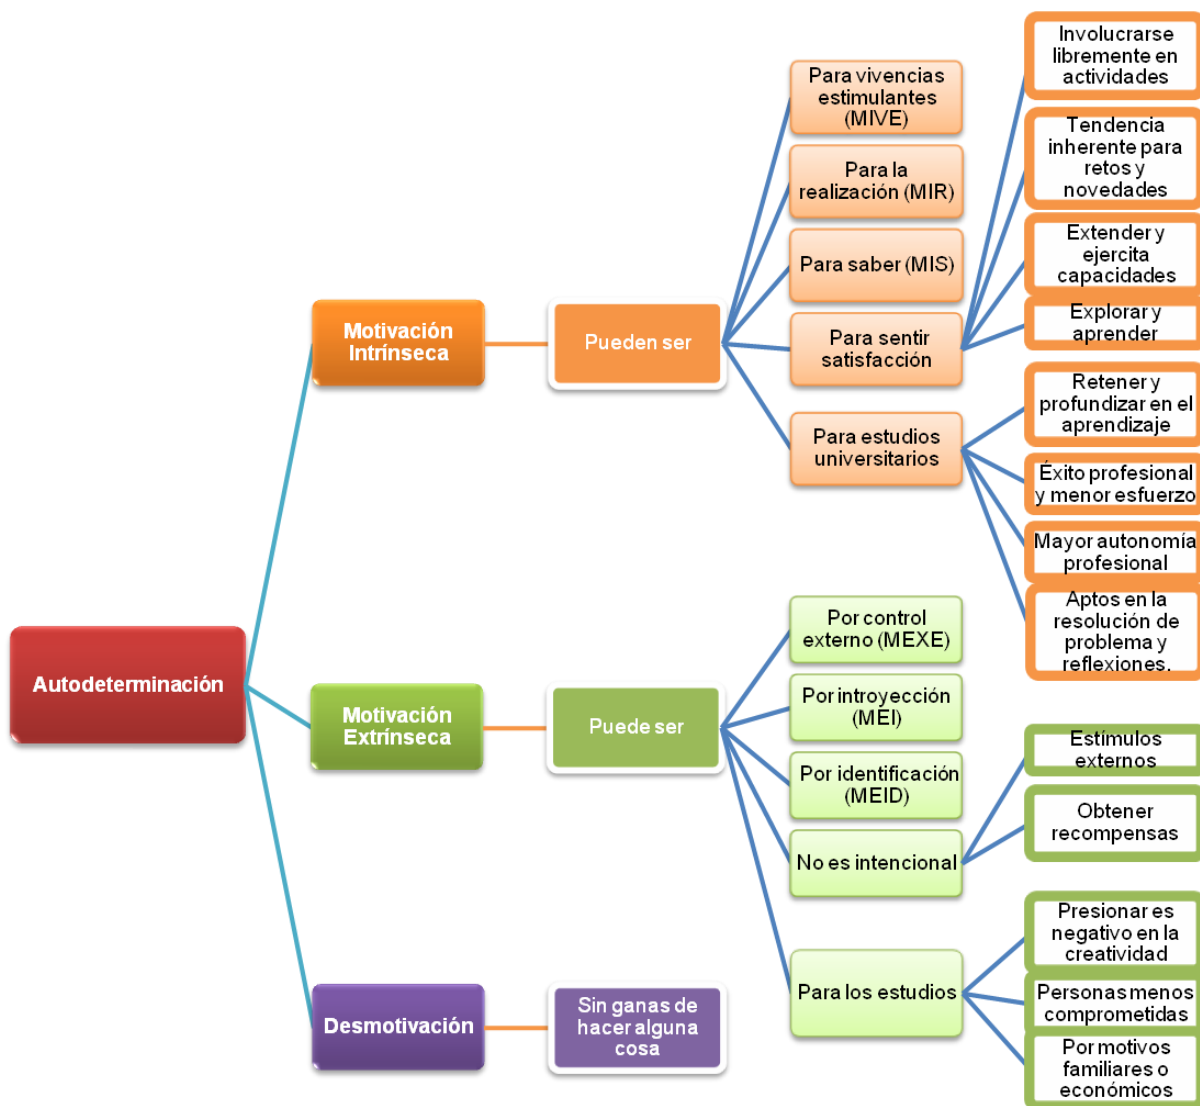 Autodeterminación
Motivación
Intrínseca
Pueden ser
Para vivencias
estimulantes
(MIVE)
Para la
realización (MIR)
Para saber (MIS)
Para sentir
satisfacción
Involucrarse
libremente en
actividades
Tendencia
inherente para
retos y
novedades
Extender y
ejercita
capacidades
Explorar y
aprender
Para estudios
universitarios
Retener y
profundizar en el
aprendizaje
Éxito profesional
y menor esfuerzo
Mayor autonomía
profesional
Aptos en la
resolución de
problema y
reflexiones.
Motivación
Extrínseca
Puede ser
Por control
externo (MEXE)
Por introyección
(MEI)
Por identificación
(MEID)
No es intencional
Estímulos
externos
Obtener
recompensas
Para los estudios
Presionar es
negativo en la
creatividad
Personas menos
comprometidas
Por motivos
familiares o
económicos
Desmotivación
Sin ganas de
hacer alguna
cosa